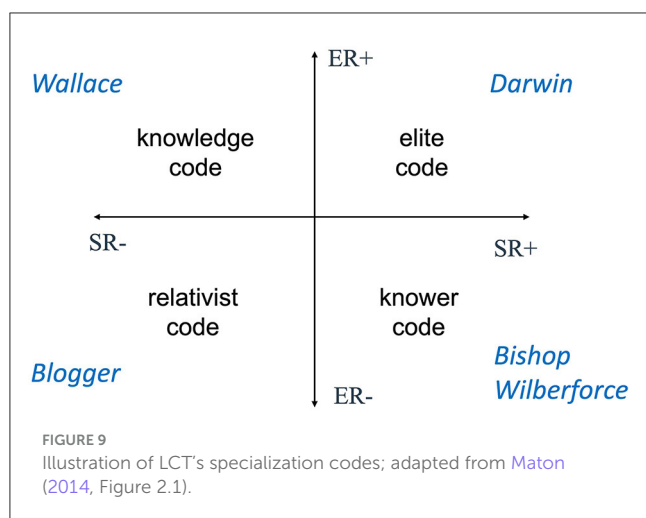 ER+
Wallace
Darwin
knowledge
code
elite
code
SR-
SR+
relativist
code
knower
code
Blogger
Bishop
Wilberforce
ER-
FIGURE 9
Illustration of LCT's specialization codes; adapted from Maton
(2014, Figure 2.1).